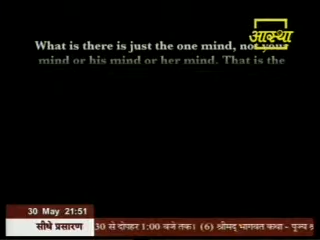 What is there is just the one mind, not your
आस्था
mind or his mind or her mind. That is the
30 May 21:51
सीधे प्रसारण
30 से दोपहर 1:00 बजे तक। (6) श्रीमद् भागवत कथा - पूज्य